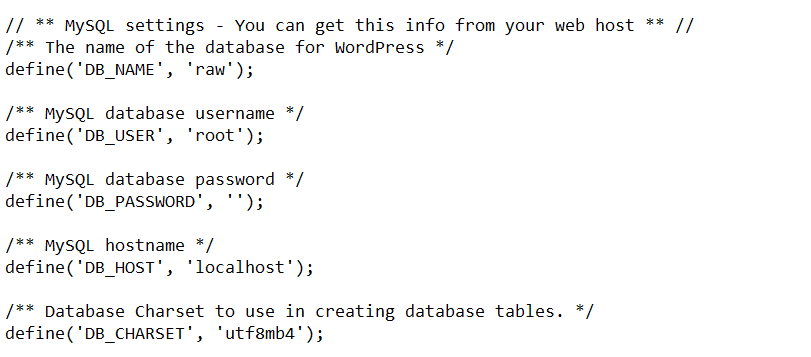 // ** MySQL settings - You can get this info from your web host ** //
/** The name of the database for WordPress */
define('DB_NAME', 'raw');
/** MySQL database username */
define('DB_USER', 'root');
/** MySQL database password */
define('DB_PASSWORD', '');
/** MySQL hostname */
define('DB_HOST', 'localhost');
/** Database Charset to use in creating database tables. */
define('DB_CHARSET', 'utf8mb4');